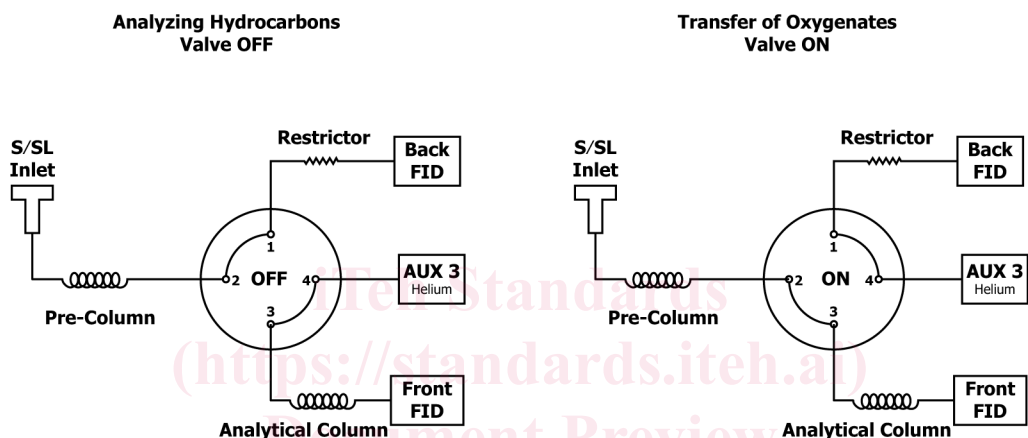 Analyzing Hydrocarbons
Valve OFF
S/SL
Inlet
Restrictor
Back
FID
1
2
OFF
4
3
AUX 3
Helium
Pre-Column
Front
FID
Analytical Column
Transfer of Oxygenates
Valve ON
S/SL
Inlet
Restrictor
Back
FID
1
2
ON
4
3
AUX 3
Helium
Pre-Column
Front
FID
Analytical Column
iTeh Standards
(https://standards.iteh.ai)
Document Preview